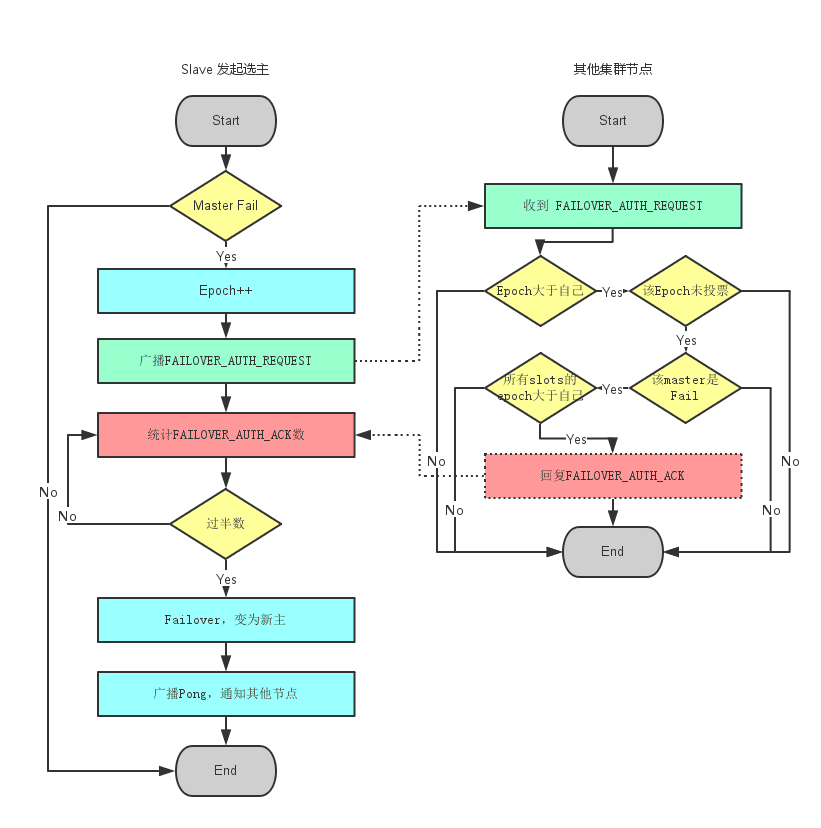 Slave 发起选主
Start
Master Fail
Yes
Epoch++
广播FAILOVER_AUTH_REQUEST
统计FAILOVER_AUTH_ACK数
过半数
No
No
Yes
Failover，变为新主
广播Pong，通知其他节点
End
其他集群节点
Start
收到 FAILOVER_AUTH_REQUEST
Epoch大于自己
Yes
该Epoch未投票
Yes
所有slots的
epoch大于自己
Yes
该master是
Fail
Yes
No
No
回复FAILOVER_AUTH_ACK
No
No
End